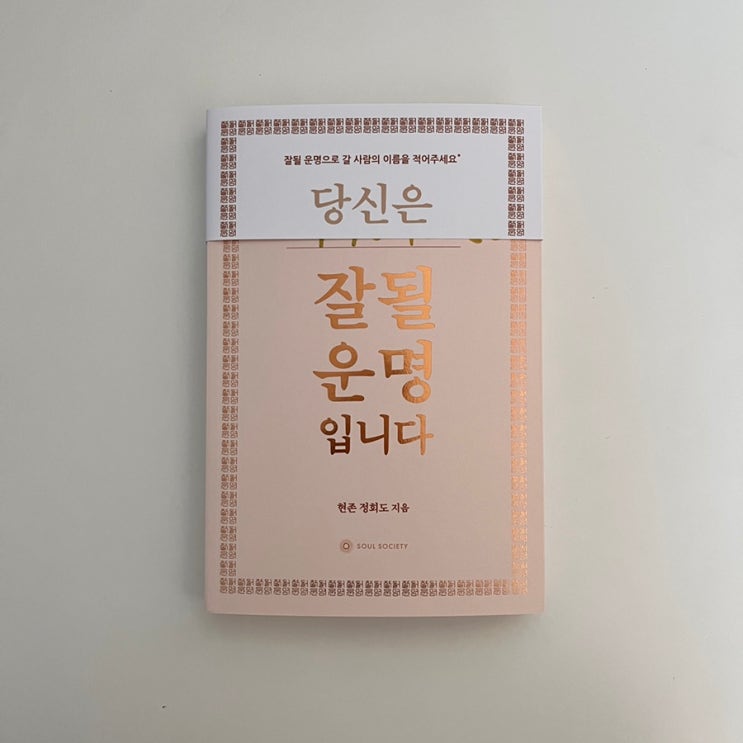 잘될 운명으로 갈 사람의 이름을 적어주세요*
당신은
잘될
운명
입니다
현존 정회도 지음
SOUL SOCIETY